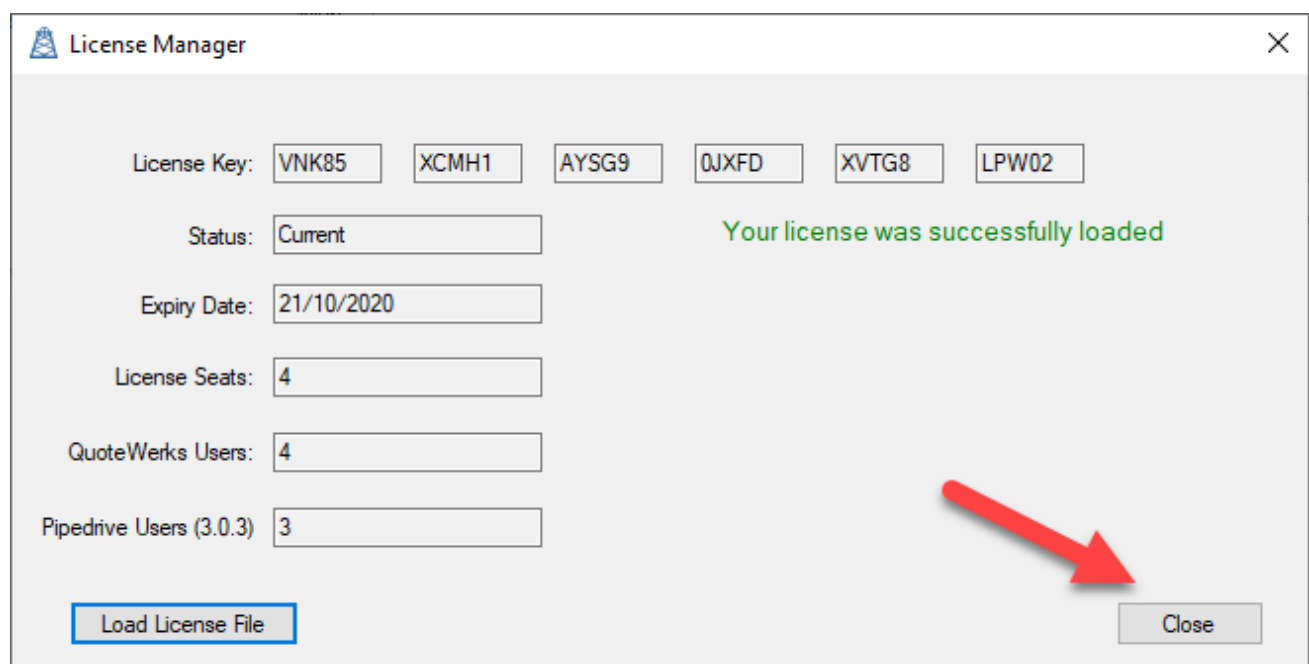 License Manager
License Key: VNK85 XCMH1 AYSG9 0JXFD XVTG8 LPW02
Status: Current
Your license was successfully loaded
Expiry Date: 21/10/2020
License Seats: 4
QuoteWerks Users: 4
Pipedrive Users (3.0.3) 3
Load License File
Close